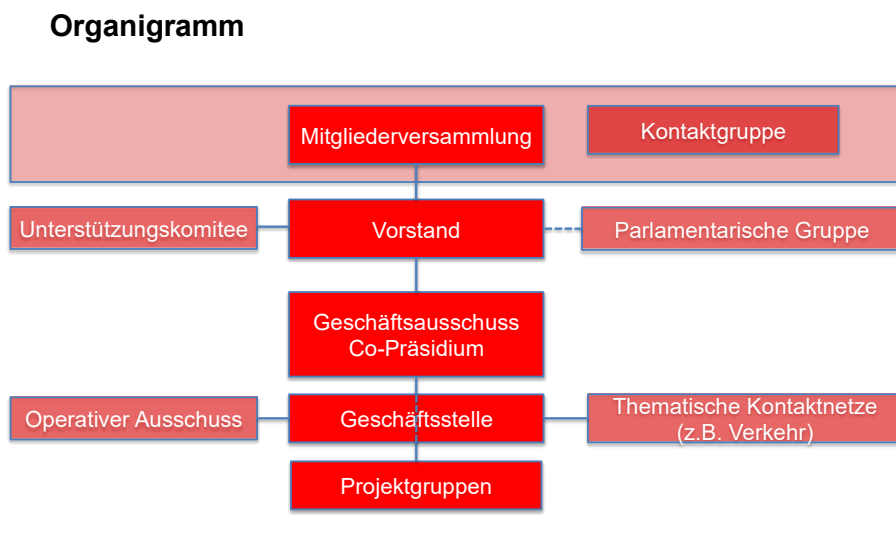 Organigramm
Mitgliederversammlung
Kontaktgruppe
Unterstützungskomitee
Vorstand
Parlamentarische Gruppe
Geschäftsausschuss
Co-Präsidium
Operativer Ausschuss
Geschäftsstelle
Thematische Kontaktnetze
(z.B. Verkehr)
Projektgruppen